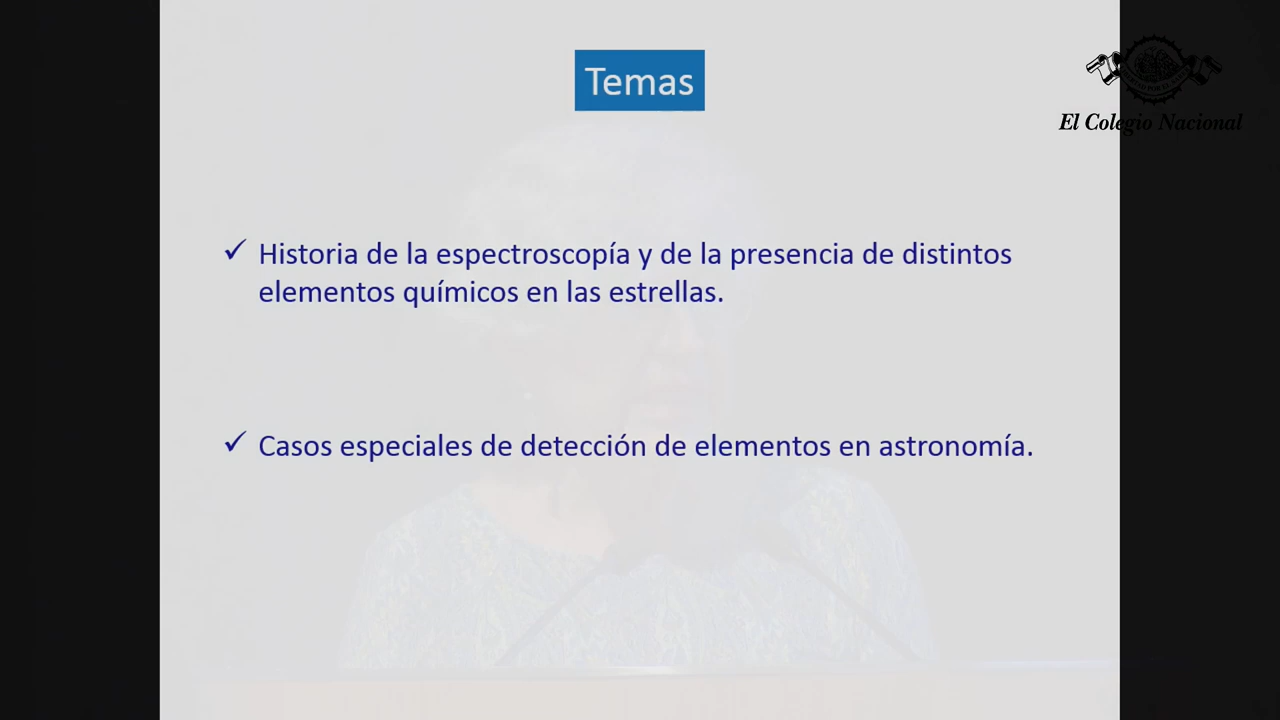 Temas
El Colegio Nacional
✓ Historia de la espectroscopía y de la presencia de distintos
elementos químicos en las estrellas.
✓ Casos especiales de detección de elementos en astronomía.